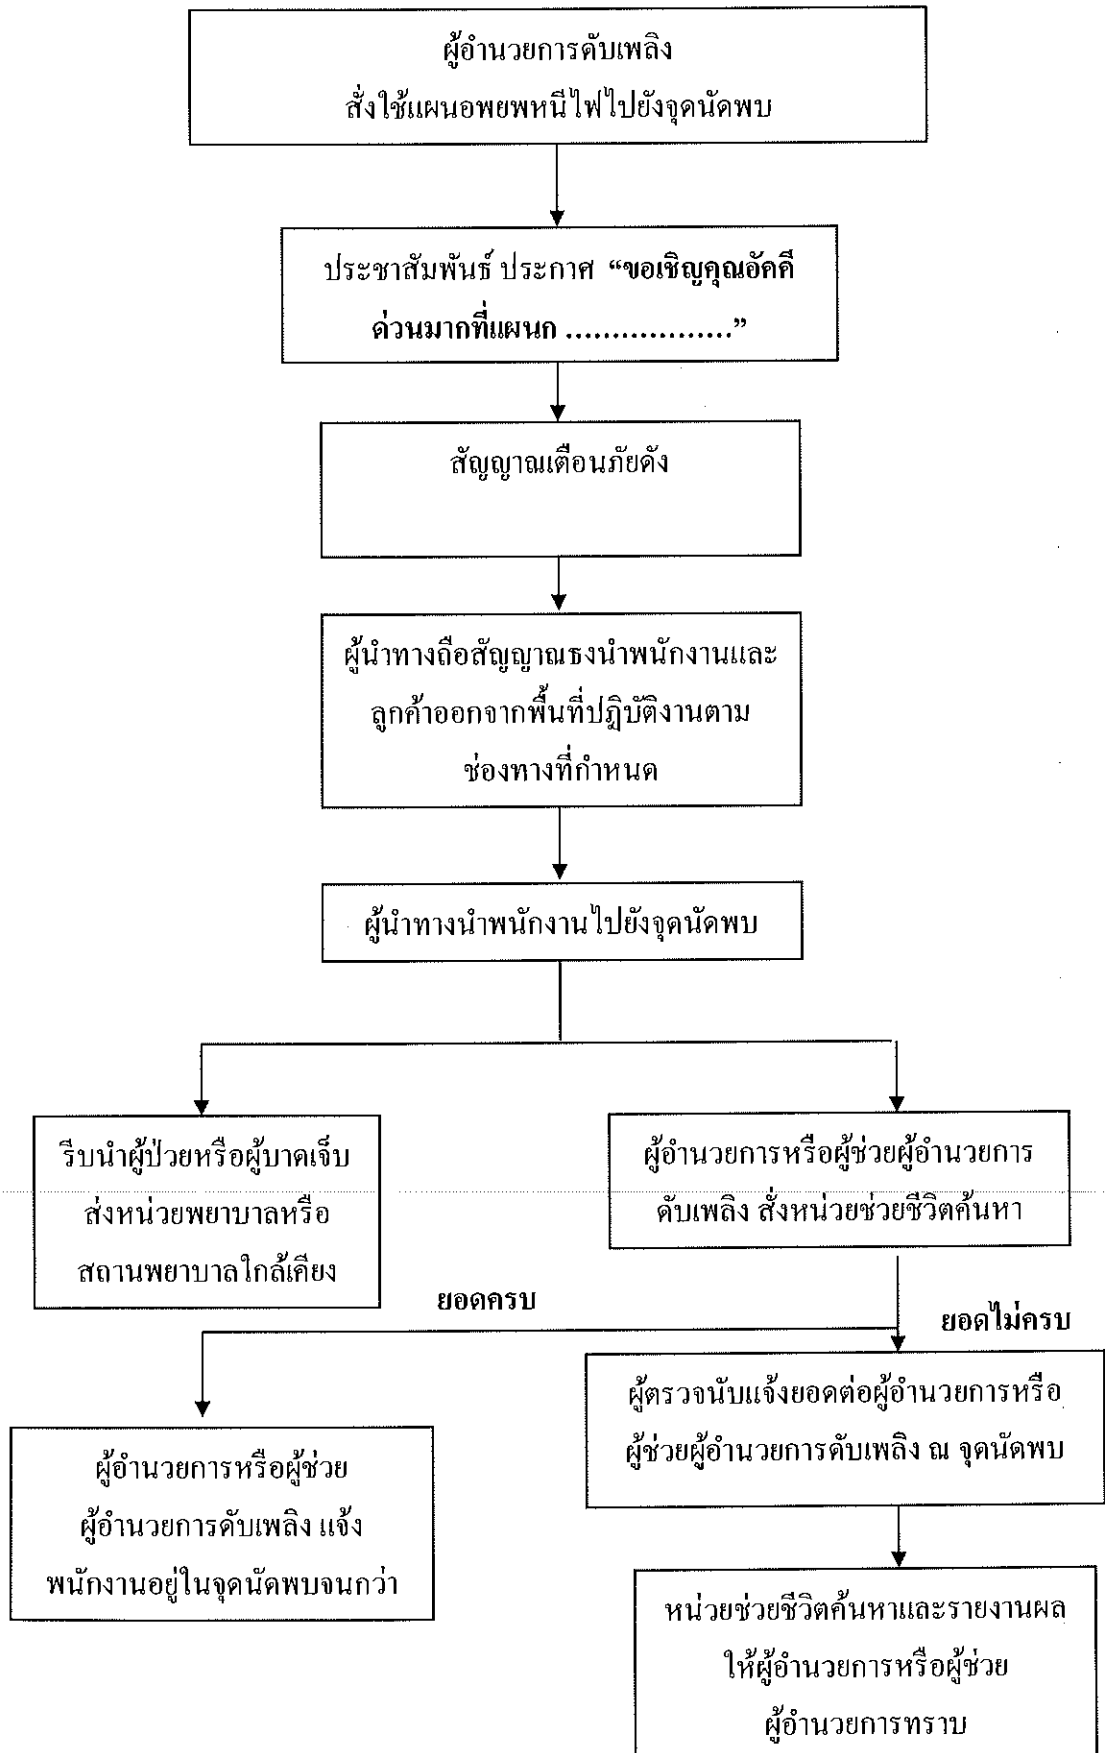 ผู้อำนวยการดับเพลิง
สั่งใช้แผนอพยพหนีไฟไปยังจุดนัดพบ
ประชาสัมพันธ์ ประกาศ “ขอเชิญคุณอัคคี
ด่วนมากที่แผนก ..................”
สัญญาณเตือนภัยดัง
ผู้นำทางถือสัญญาณธงนำพนักงานและ
ลูกค้าออกจากพื้นที่ปฏิบัติงานตาม
ช่องทางที่กำหนด
ผู้นำทางนำพนักงานไปยังจุดนัดพบ
รีบนำผู้ป่วยหรือผู้บาดเจ็บ
ส่งหน่วยพยาบาลหรือ
สถานพยาบาลใกล้เคียง
ผู้อำนวยการหรือผู้ช่วยผู้อำนวยการ
ดับเพลิง สั่งหน่วยช่วยชีวิตค้นหา
ยอดครบ
ยอดไม่ครบ
ผู้อำนวยการหรือผู้ช่วย
ผู้อำนวยการดับเพลิง แจ้ง
พนักงานอยู่ในจุดนัดพบจนกว่า
ผู้ตรวจนับแจ้งยอดต่อผู้อำนวยการหรือ
ผู้ช่วยผู้อำนวยการดับเพลิง ณ จุดนัดพบ
หน่วยช่วยชีวิตค้นหาและรายงานผล
ให้ผู้อำนวยการหรือผู้ช่วย
ผู้อำนวยการทราบ